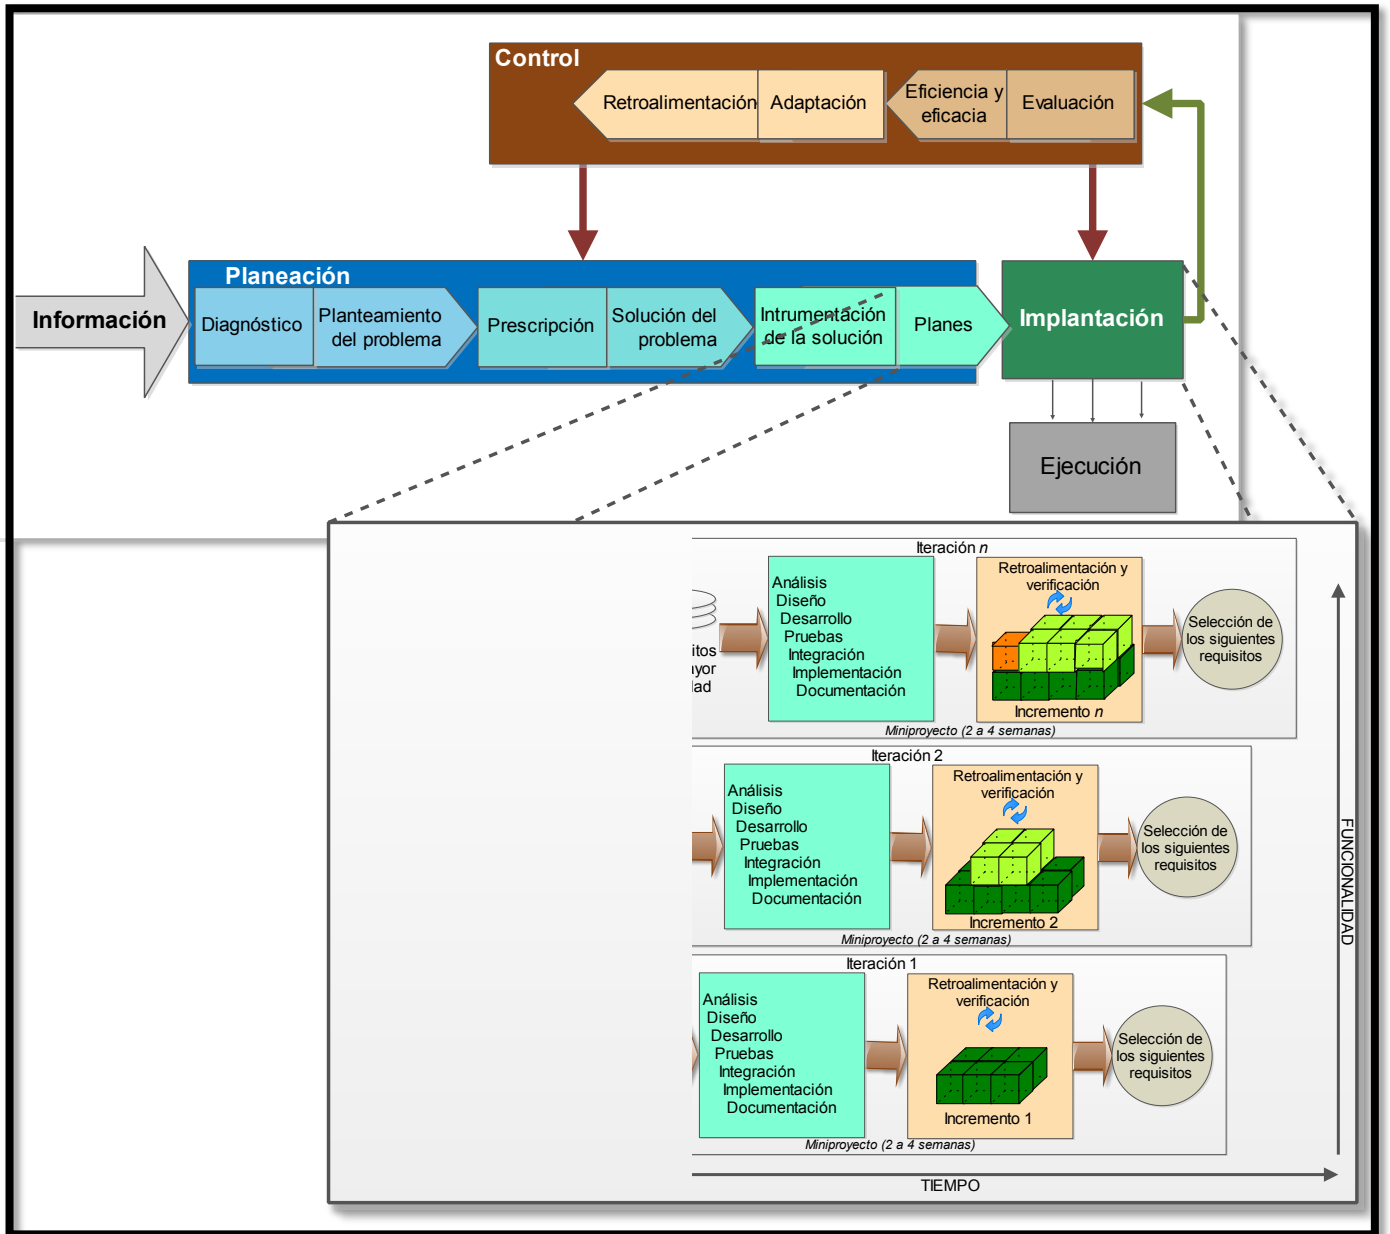 Control
Retroalimentación
Adaptación
Eficiencia y
eficacia
Evaluación
Información
Planeación
Diagnóstico
Planteamiento
del problema
Prescripción
Solución del
problema
Intrumentación
de la solución
Planes
Implantación
Ejecución
Iteración n
itos
yor
dad
Análisis
Diseño
Desarrollo
Pruebas
Integración
Implementación
Documentación
Retroalimentación y
verificación
Incremento n
Selección de
los siguientes
requisitos
Miniproyecto (2 a 4 semanas)
Iteración 2
Análisis
Diseño
Desarrollo
Pruebas
Integración
Implementación
Documentación
Retroalimentación y
verificación
Incremento 2
Selección de
los siguientes
requisitos
Miniproyecto (2 a 4 semanas)
Iteración 1
Análisis
Diseño
Desarrollo
Pruebas
Integración
Implementación
Documentación
Retroalimentación y
verificación
Incremento 1
Selección de
los siguientes
requisitos
Miniproyecto (2 a 4 semanas)
FUNCIONALIDAD
TIEMPO